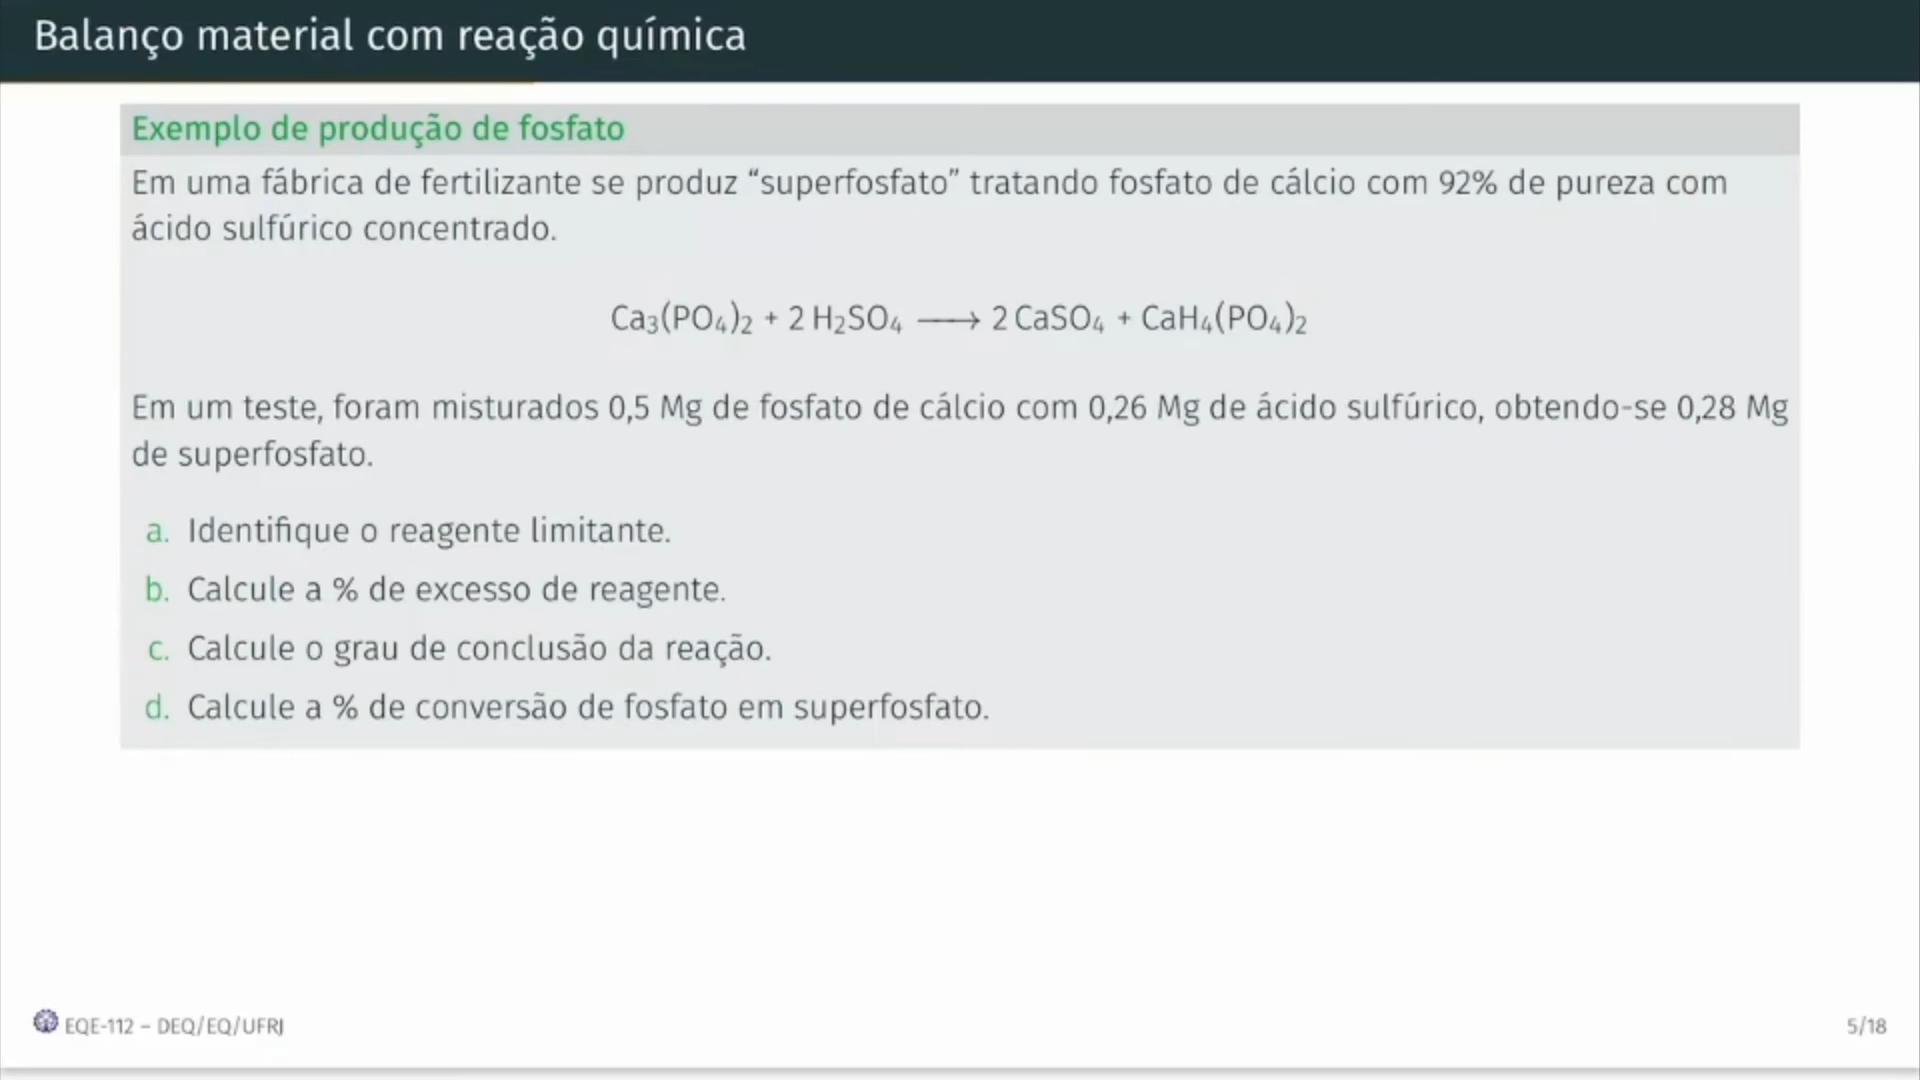 Balanço material com reação química
Exemplo de produção de fosfato
Em uma fábrica de fertilizante se produz “superfosfato” tratando fosfato de cálcio com 92% de pureza com
ácido sulfúrico concentrado.
Ca₃(PO₄)₂ + 2 H₂SO₄ ⟶ 2 CaSO₄ + CaH₄(PO₄)₂
Em um teste, foram misturados 0,5 Mg de fosfato de cálcio com 0,26 Mg de ácido sulfúrico, obtendo-se 0,28 Mg
de superfosfato.
a. Identifique o reagente limitante.
b. Calcule a % de excesso de reagente.
c. Calcule o grau de conclusão da reação.
d. Calcule a % de conversão de fosfato em superfosfato.
EQE-112 – DEQ/EQ/UFRJ
5/18